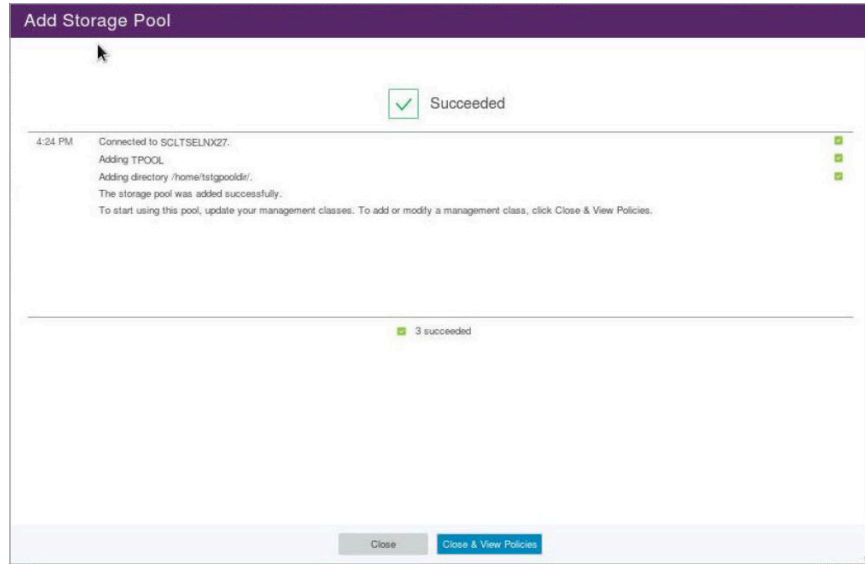 Add Storage Pool
Succeeded
4:24 PM Connected to SCLTSELNX27.
Adding TPOOL
Adding directory /home/tstgpooldir/.
The storage pool was added successfully.
To start using this pool, update your management classes. To add or modify a management class, click Close & View Policies.
3 succeeded
Close Close & View Policies